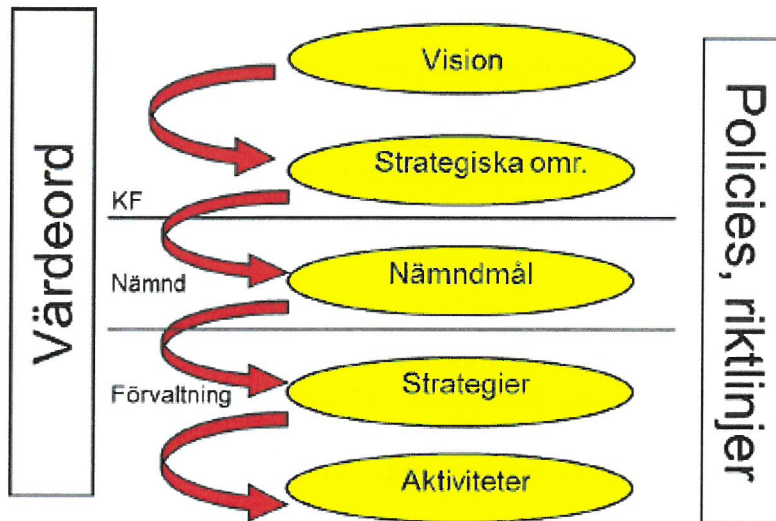 Värdeord
Vision
Strategiska omr.
KF
Nämndmål
Nämnd
Strategier
Förvaltning
Aktiviteter
Policies, riktlinjer